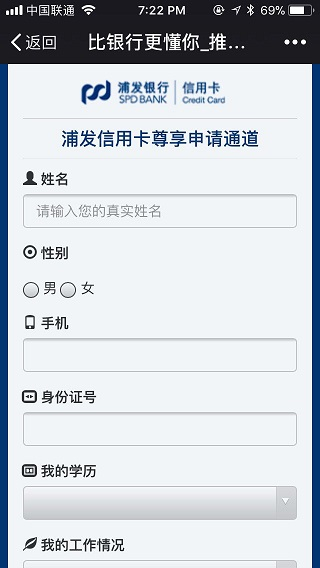 中国联通 7:22 PM 69%
返回 比银行更懂你_推...
浦发银行 信用卡
SPD BANK Credit Card
浦发信用卡尊享申请通道
姓名
请输入您的真实姓名
性别
男 女
手机
身份证号
我的学历
我的工作情况